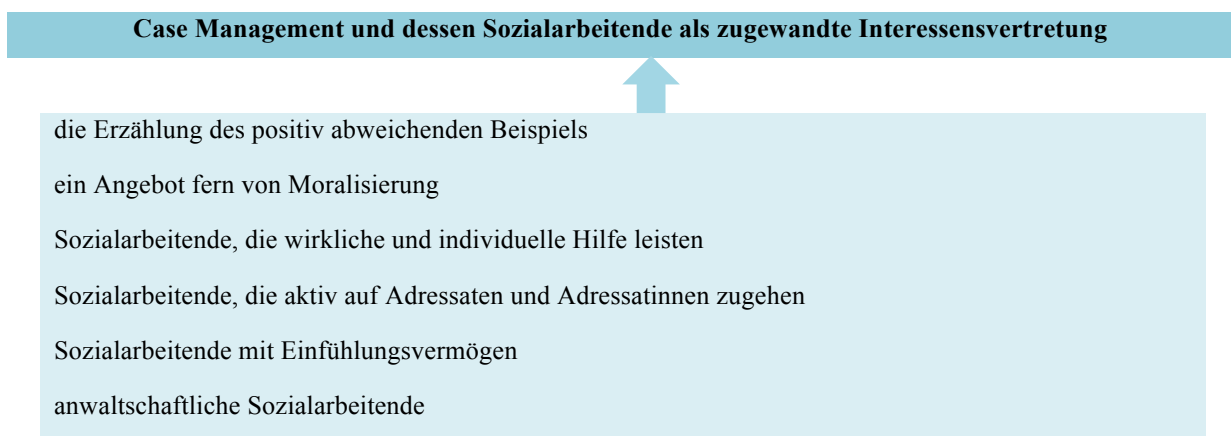 Case Management und dessen Sozialarbeitende als zugewandte Interessensvertretung
die Erzählung des positiv abweichenden Beispiels
ein Angebot fern von Moralisierung
Sozialarbeitende, die wirkliche und individuelle Hilfe leisten
Sozialarbeitende, die aktiv auf Adressaten und Adressatinnen zugehen
Sozialarbeitende mit Einfühlungsvermögen
anwaltschaftliche Sozialarbeitende